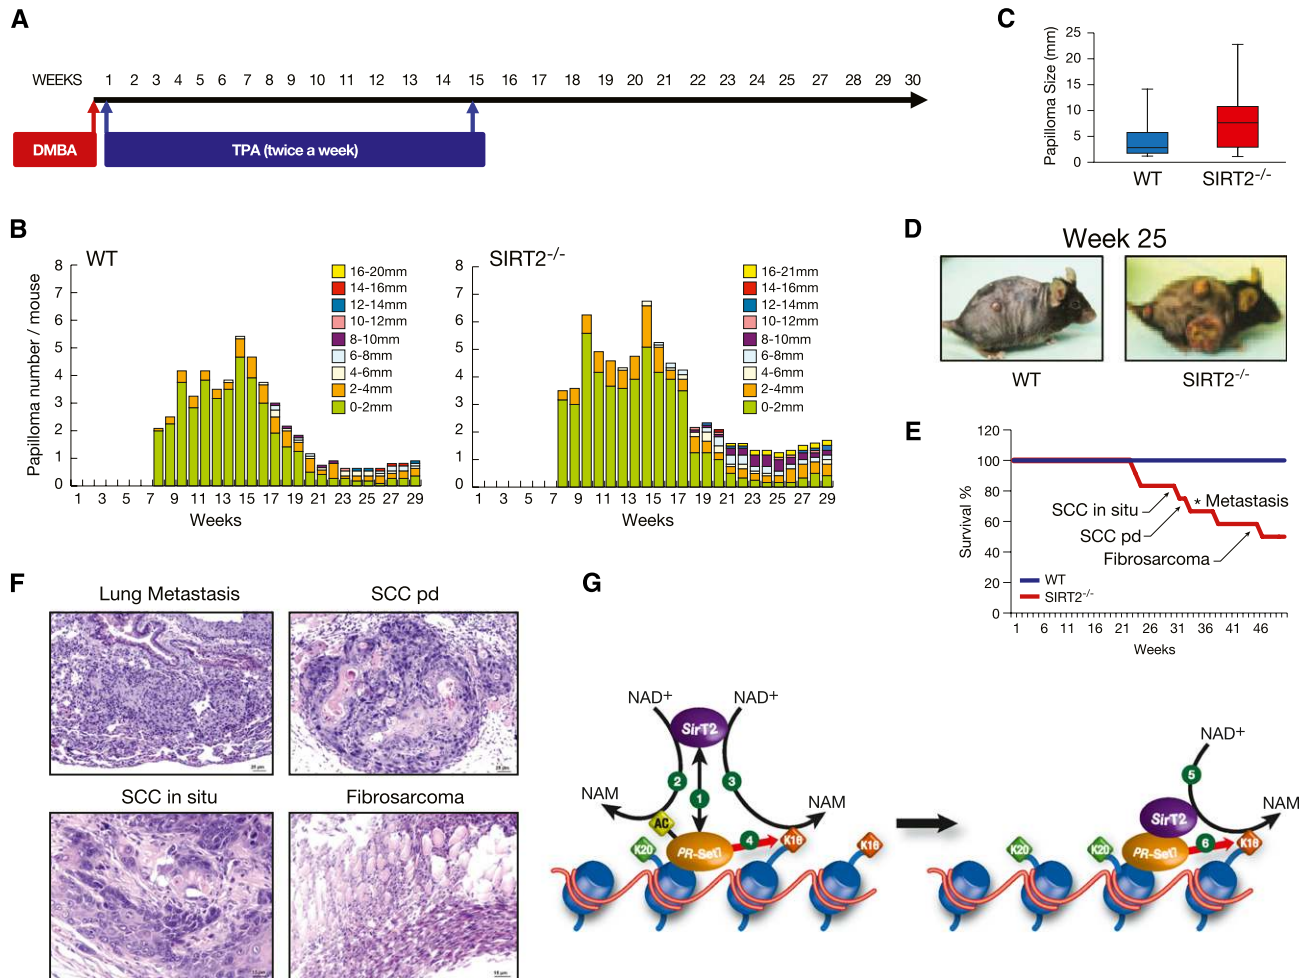 A
WEEKS 1 2 3 4 5 6 7 8 9 10 11 12 13 14 15 16 17 18 19 20 21 22 23 24 25 27 28 29 30
DMBA
TPA (twice a week)
C
Papilloma Size (mm)
25
20
15
10
5
0
WT SIRT2-/-
B
WT
Papilloma number / mouse
8
7
6
5
4
3
2
1
0
16-20mm
14-16mm
12-14mm
10-12mm
8-10mm
6-8mm
4-6mm
2-4mm
0-2mm
1 3 5 7 9 11 13 15 17 19 21 23 25 27 29
Weeks
SIRT2-/-
8
7
6
5
4
3
2
1
0
16-21mm
14-16mm
12-14mm
10-12mm
8-10mm
6-8mm
4-6mm
2-4mm
0-2mm
1 3 5 7 9 11 13 15 17 19 21 23 25 27 29
Weeks
D
Week 25
WT SIRT2-/-
E
Survival %
120
100
80
60
40
20
0
SCC in situ
SCC pd
* Metastasis
Fibrosarcoma
WT
SIRT2-/-
1 6 11 16 21 26 31 36 41 46
Weeks
F
Lung Metastasis
SCC pd
SCC in situ
Fibrosarcoma
G
NAD+ NAD+
SirT2
2 1 3
NAM NAM
AC
K20 PR-Set7 4 K16 K16
NAD+
5
SirT2
NAM
K20 K20 PR-Set7 6 K16